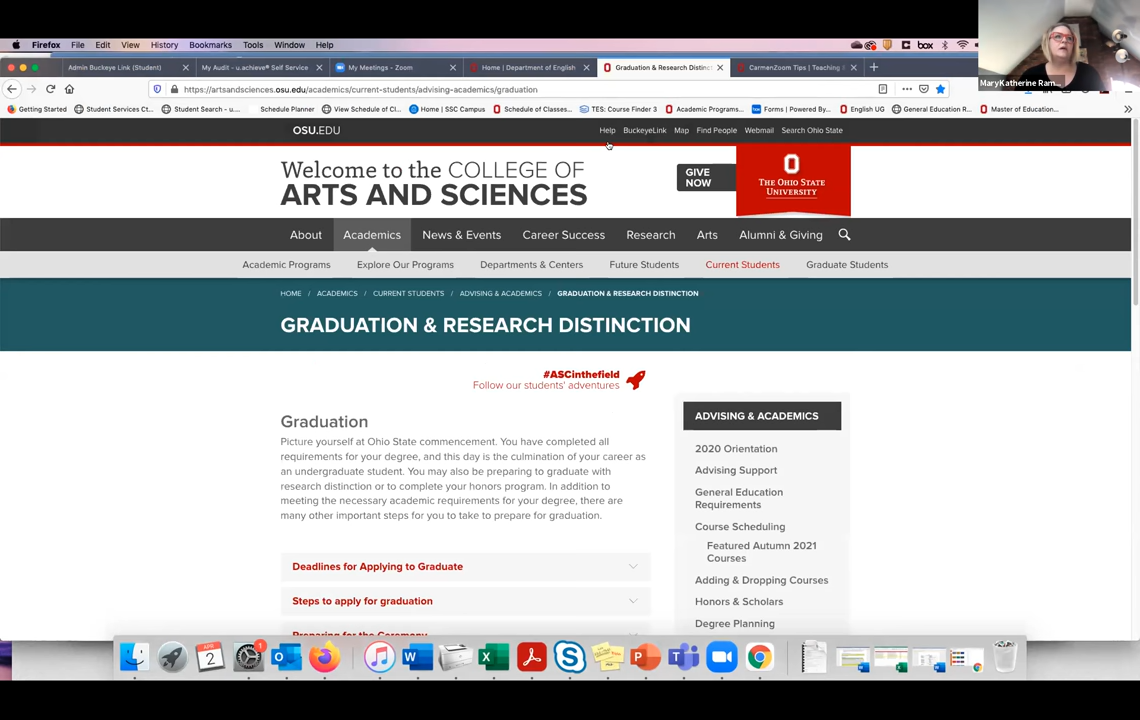 Firefox File Edit View History Bookmarks Tools Window Help
box
MaryKatherine Ram...
Admin Buckeye Link (Student)
My Audit - u.achieve® Self Service
My Meetings - Zoom
Home | Department of English
Graduation & Research Distinct
CarmenZoom Tips | Teaching
https://artsandsciences.osu.edu/academics/current-students/advising-academics/graduation
Getting Started
Student Services Ct...
Student Search - u...
Schedule Planner
View Schedule of Cl...
Home | SSC Campus
Schedule of Classes...
TES: Course Finder 3
Academic Programs...
Forms | Powered By...
English UG
General Education R...
Master of Education...
OSU.EDU
Help BuckeyeLink Map Find People Webmail Search Ohio State
Welcome to the COLLEGE OF
ARTS AND SCIENCES
GIVE
NOW
THE OHIO STATE
UNIVERSITY
About Academics News & Events Career Success Research Arts Alumni & Giving
Academic Programs Explore Our Programs Departments & Centers Future Students Current Students Graduate Students
HOME / ACADEMICS / CURRENT STUDENTS / ADVISING & ACADEMICS / GRADUATION & RESEARCH DISTINCTION
GRADUATION & RESEARCH DISTINCTION
#ASCinthefield
Follow our students' adventures
Graduation
Picture yourself at Ohio State commencement. You have completed all
requirements for your degree, and this day is the culmination of your career as
an undergraduate student. You may also be preparing to graduate with
research distinction or to complete your honors program. In addition to
meeting the necessary academic requirements for your degree, there are
many other important steps for you to take to prepare for graduation.
Deadlines for Applying to Graduate
Steps to apply for graduation
Preparing for the Ceremony
ADVISING & ACADEMICS
2020 Orientation
Advising Support
General Education
Requirements
Course Scheduling
Featured Autumn 2021
Courses
Adding & Dropping Courses
Honors & Scholars
Degree Planning
APR
2
1